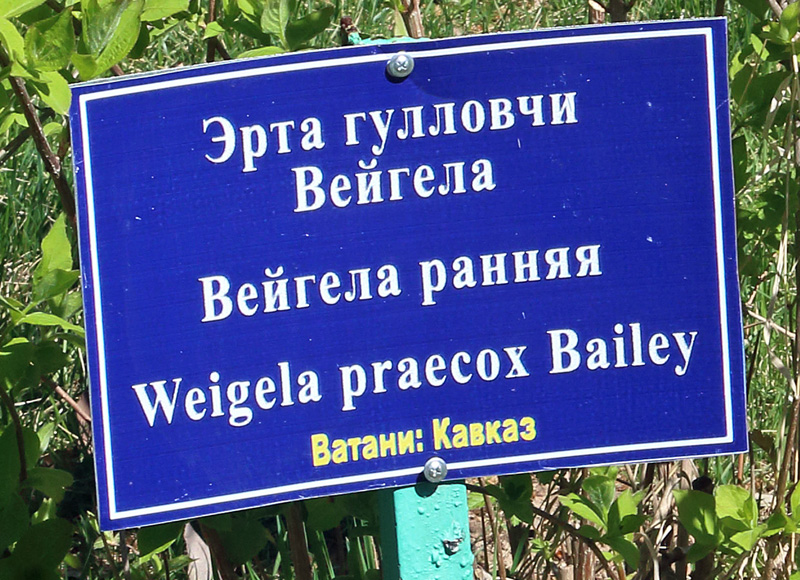 Эрта гулловчи
Вейгела
Вейгела ранняя
Weigela praecox Bailey
Ватани: Кавказ